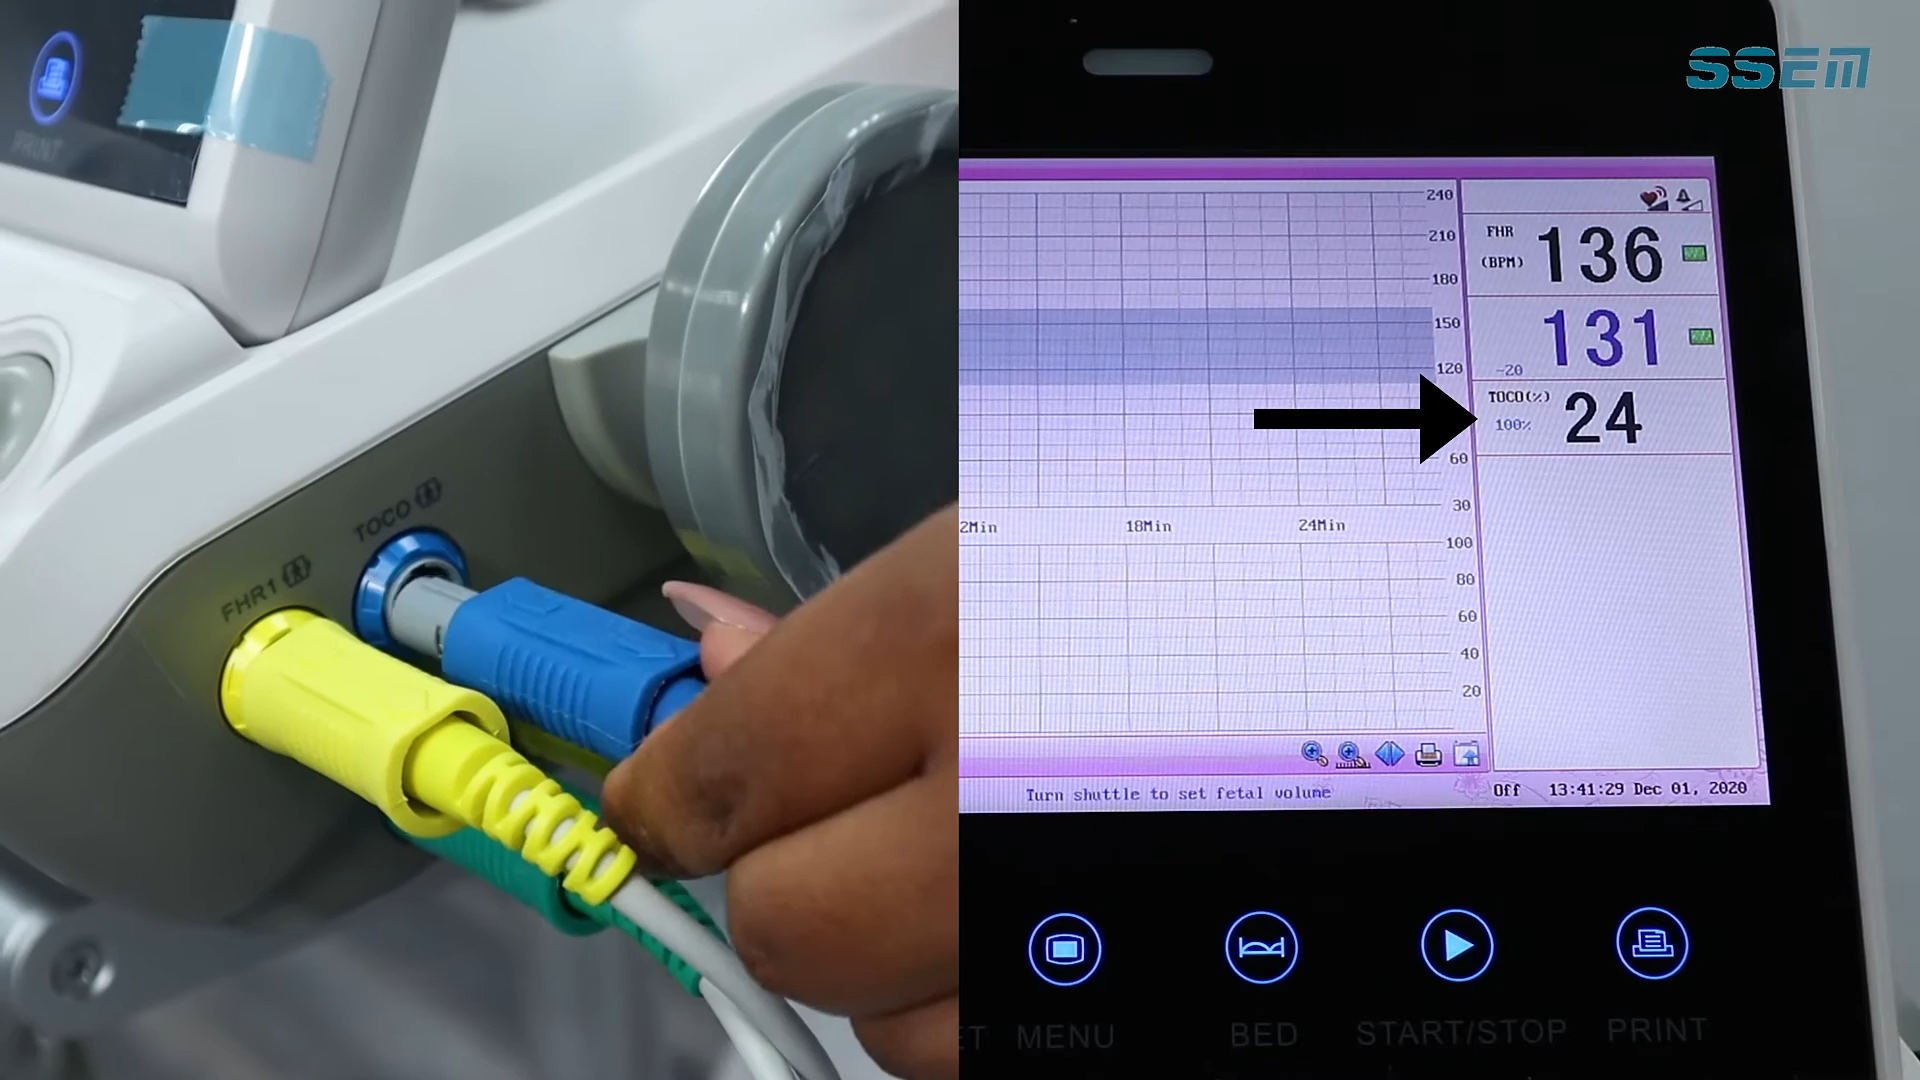 SSEM
PRINT
TOCO
FHR1
240
210
180
150
120
60
30
2Min
18Min
24Min
100
80
60
40
20
FHR
(BPM)
136
131
-20
TOCO(%)
100%
24
Turn shuttle to set fetal volume
Off
13:41:29 Dec 01, 2020
ET
MENU
BED
START/STOP
PRINT